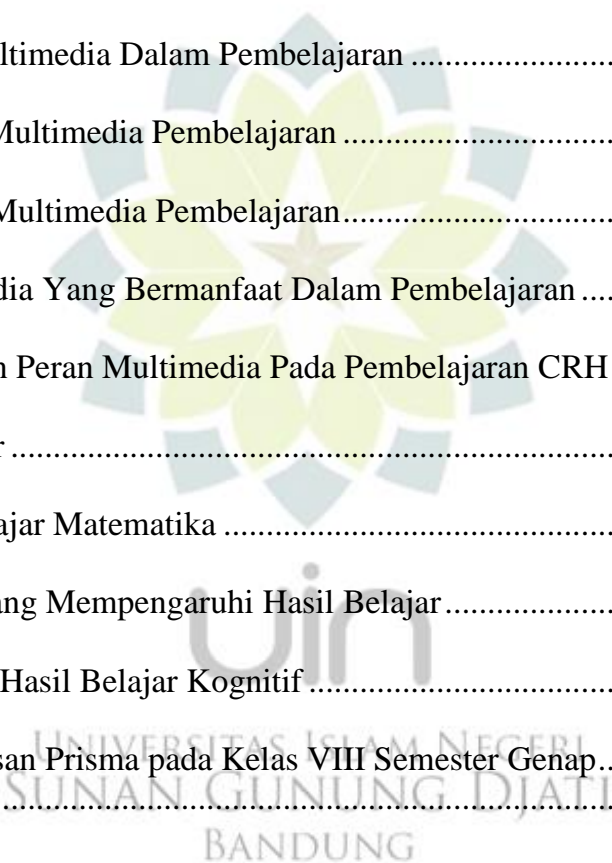 ltimedia Dalam Pembelajaran ........................
Multimedia Pembelajaran ................................
Multimedia Pembelajaran................................
dia Yang Bermanfaat Dalam Pembelajaran ....
n Peran Multimedia Pada Pembelajaran CRH
r ........................................................................
ajar Matematika ..............................................
ang Mempengaruhi Hasil Belajar....................
Hasil Belajar Kognitif ....................................
uin
san Prisma pada Kelas VIII Semester Genap..
UNIVERSITAS ISLAM NEGERI
........................................................................
SUNAN GUNUNG DJATI
BANDUNG